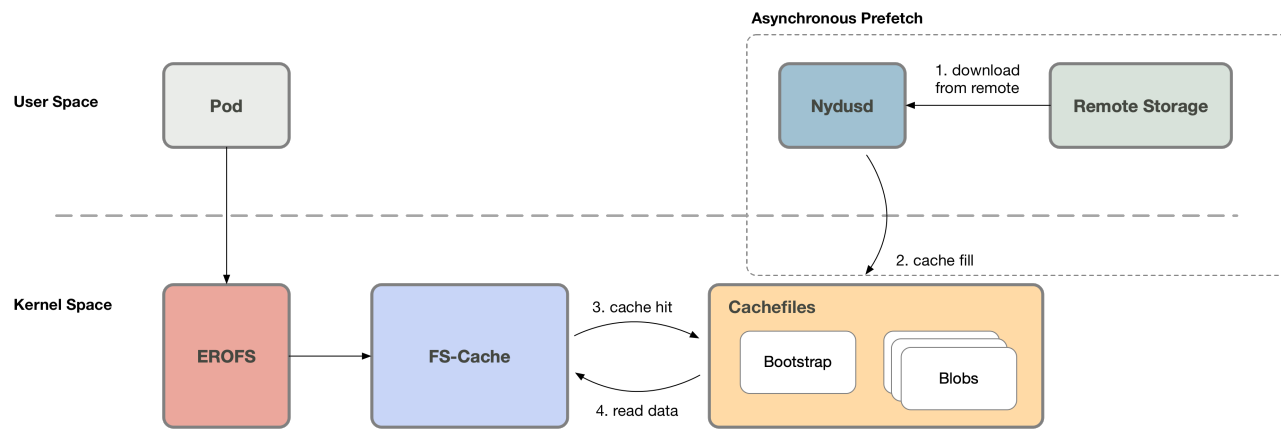 Asynchronous Prefetch
User Space
Pod
Nydusd
1. download
from remote
Remote Storage
2. cache fill
Kernel Space
EROFS
FS-Cache
3. cache hit
4. read data
Cachefiles
Bootstrap
Blobs